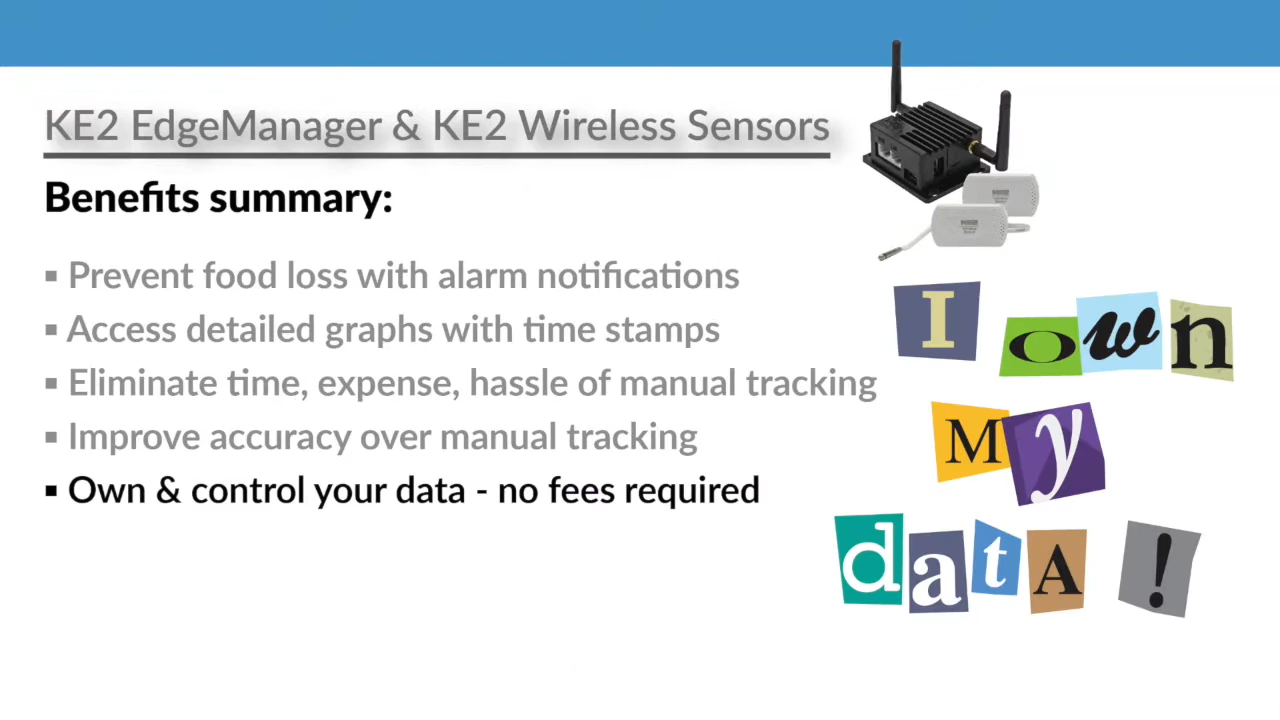 KE2 EdgeManager & KE2 Wireless Sensors
Benefits summary:
▪ Prevent food loss with alarm notifications
▪ Access detailed graphs with time stamps
▪ Eliminate time, expense, hassle of manual tracking
▪ Improve accuracy over manual tracking
▪ Own & control your data - no fees required
I own
My
datA !